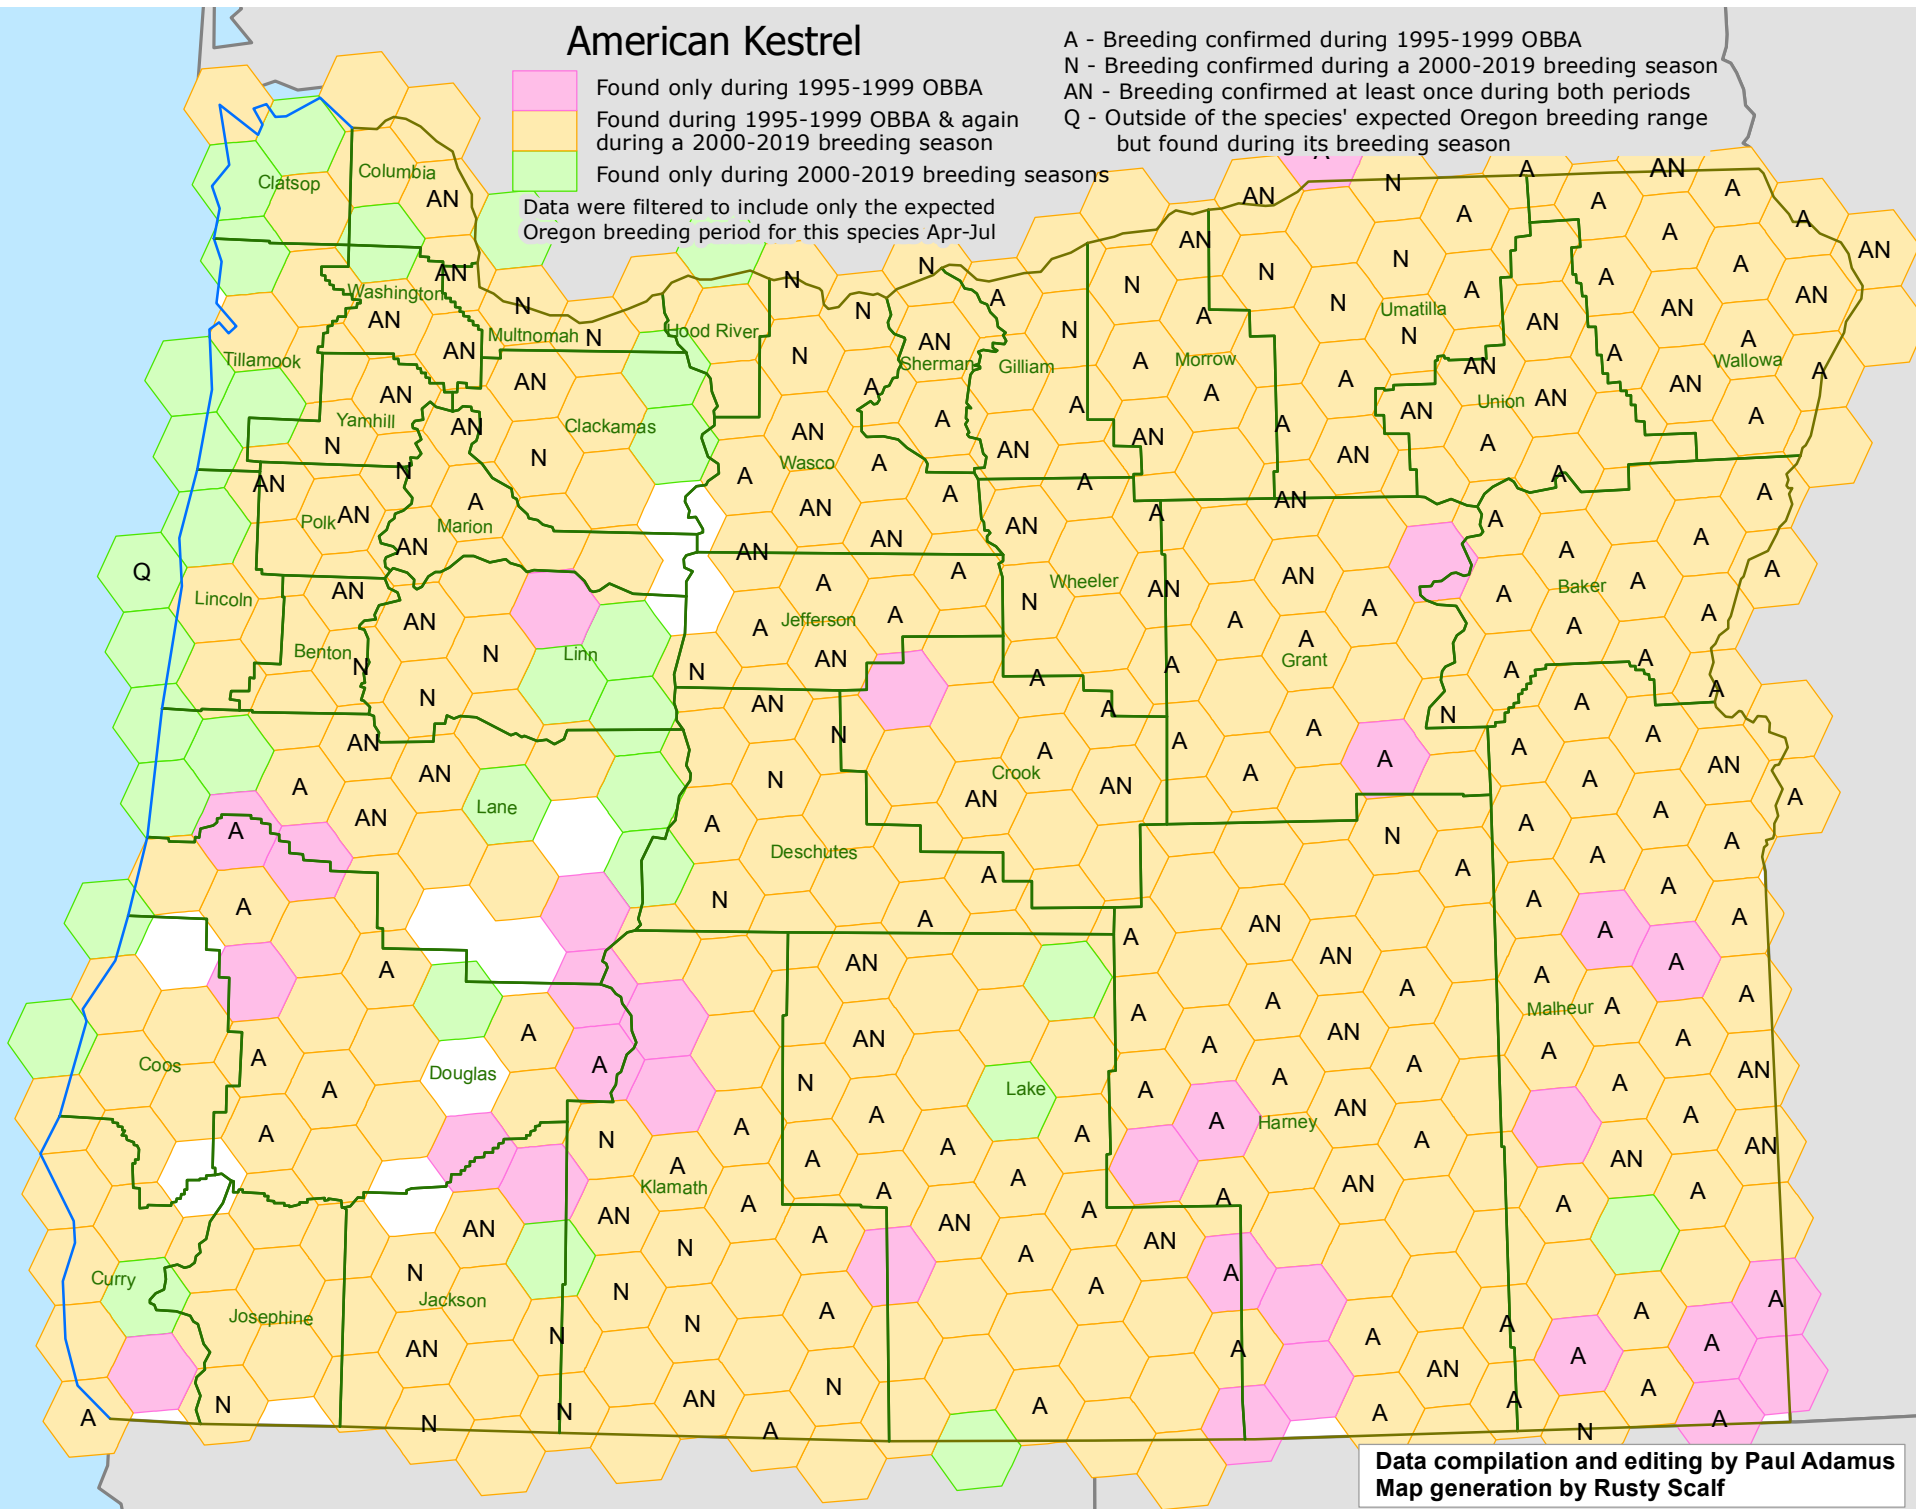 American Kestrel
Found only during 1995-1999 OBBA
Found during 1995-1999 OBBA & again
during a 2000-2019 breeding season
Found only during 2000-2019 breeding seasons
Data were filtered to include only the expected
Oregon breeding period for this species Apr-Jul
A - Breeding confirmed during 1995-1999 OBBA
N - Breeding confirmed during a 2000-2019 breeding season
AN - Breeding confirmed at least once during both periods
Q - Outside of the species' expected Oregon breeding range
but found during its breeding season
Clatsop
Columbia
Washington
Multnomah
Hood River
Tillamook
Yamhill
Clackamas
Wasco
Sherman
Gilliam
Morrow
Umatilla
Union
Wallowa
Polk
Marion
Lincoln
Benton
Linn
Jefferson
Wheeler
Grant
Baker
Lane
Deschutes
Crook
Coos
Douglas
Lake
Harney
Malheur
Klamath
Curry
Josephine
Jackson
Q
Data compilation and editing by Paul Adamus
Map generation by Rusty Scalf